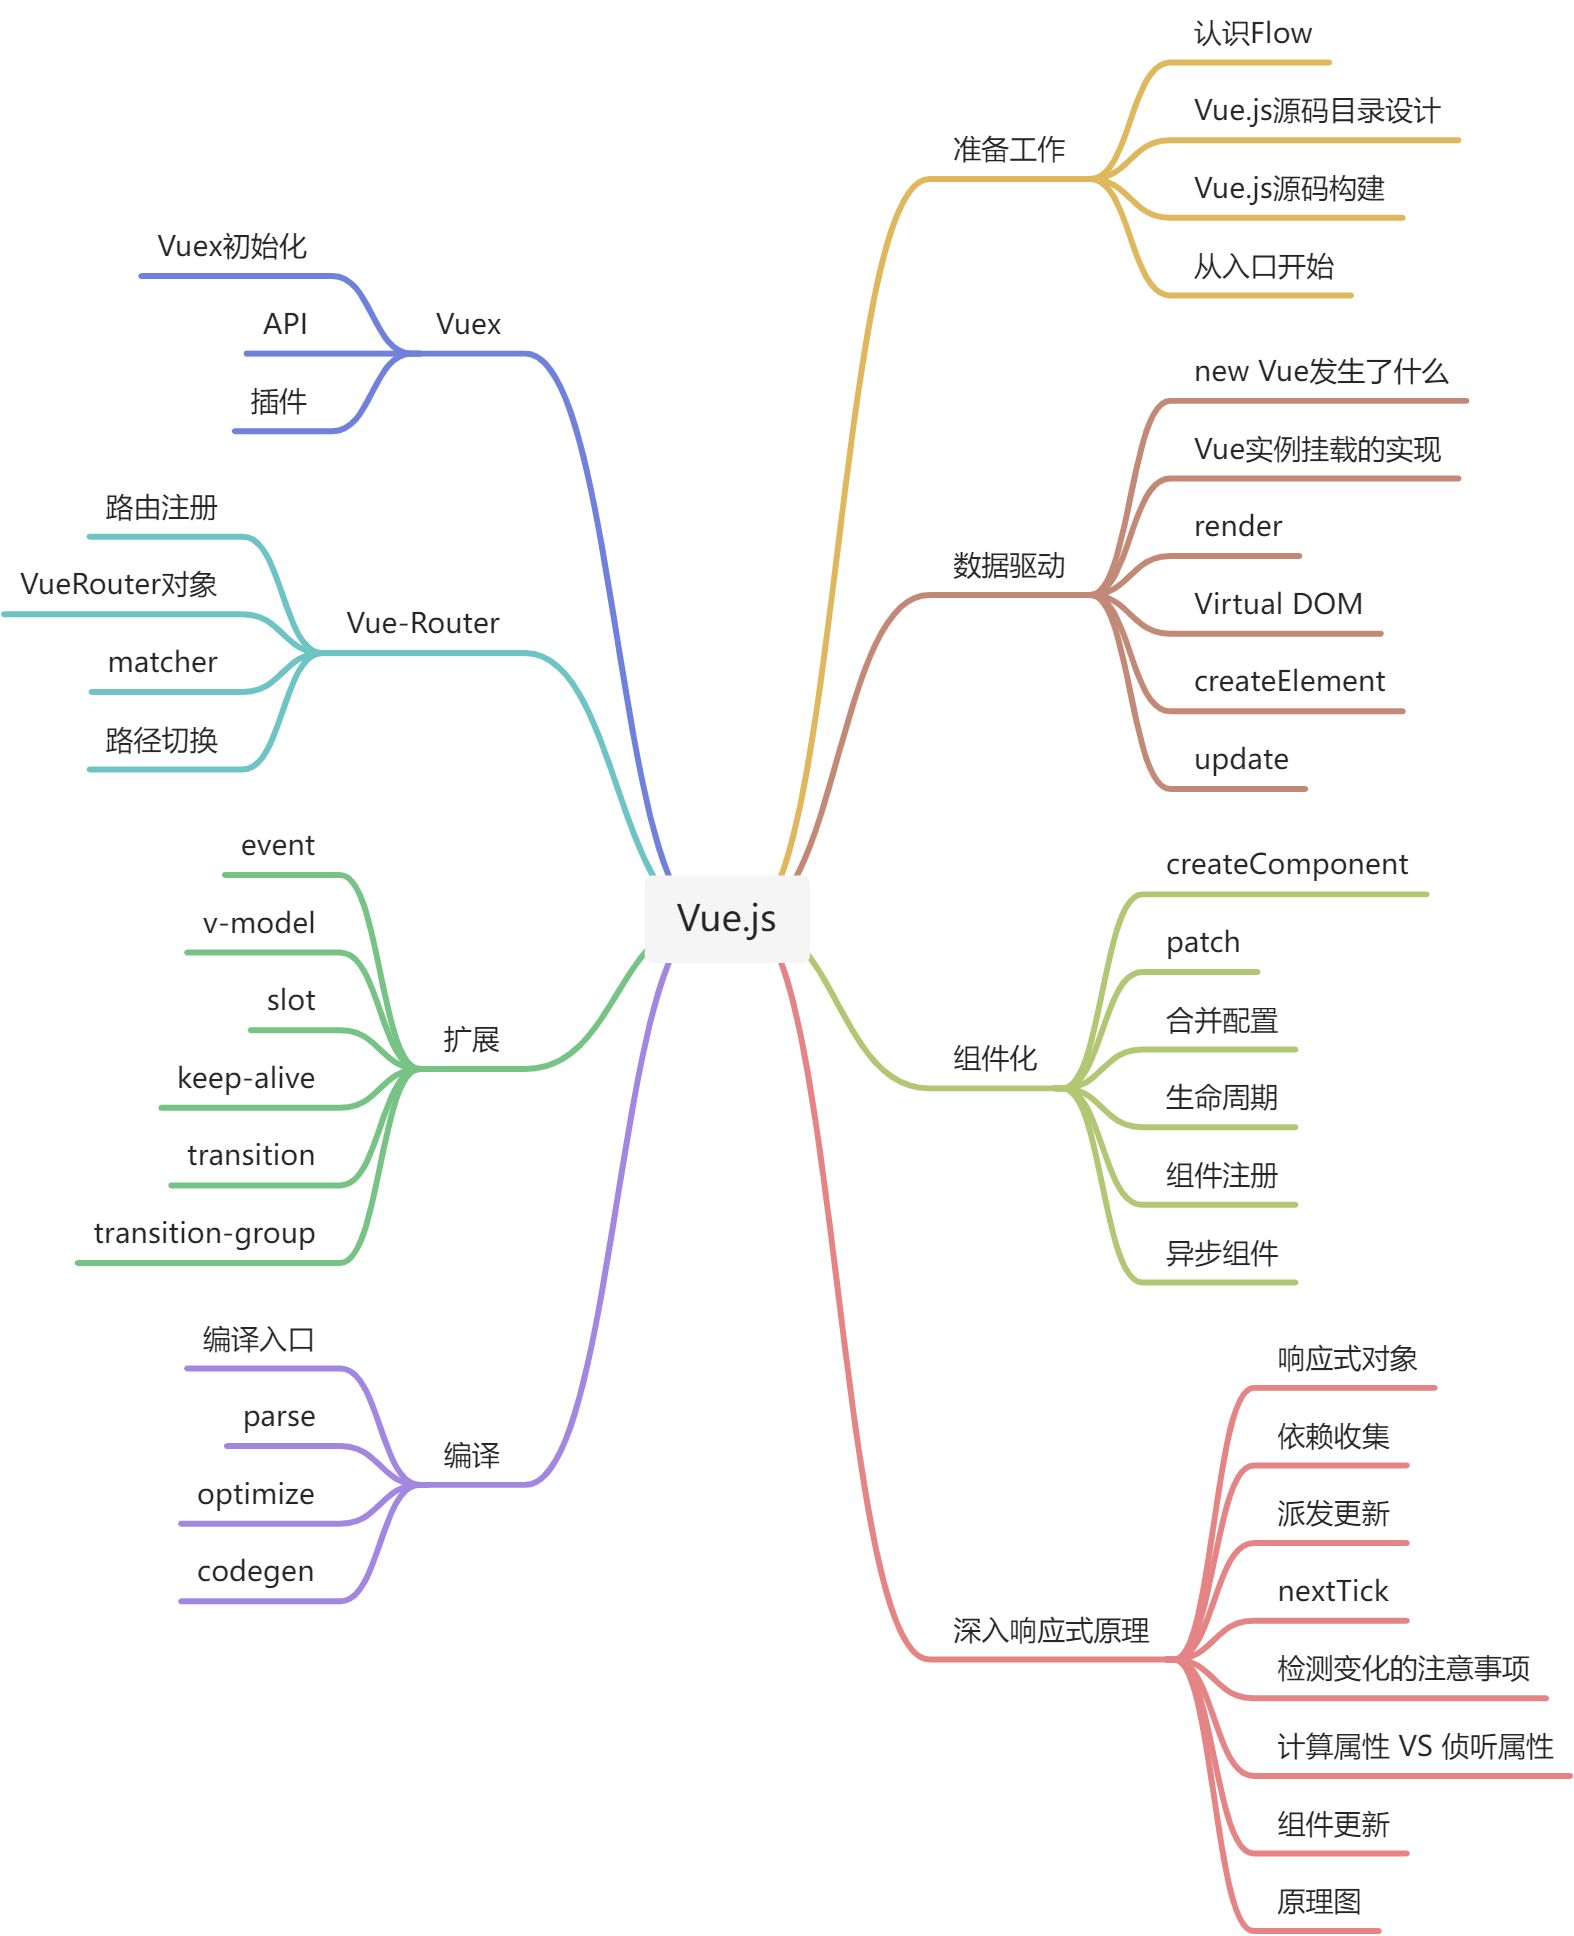 Vue.js
准备工作
认识Flow
Vue.js源码目录设计
Vue.js源码构建
从入口开始
数据驱动
new Vue发生了什么
Vue实例挂载的实现
render
Virtual DOM
createElement
update
组件化
createComponent
patch
合并配置
生命周期
组件注册
异步组件
深入响应式原理
响应式对象
依赖收集
派发更新
nextTick
检测变化的注意事项
计算属性 VS 侦听属性
组件更新
原理图
Vuex
Vuex初始化
API
插件
Vue-Router
路由注册
VueRouter对象
matcher
路径切换
扩展
event
v-model
slot
keep-alive
transition
transition-group
编译
编译入口
parse
optimize
codegen